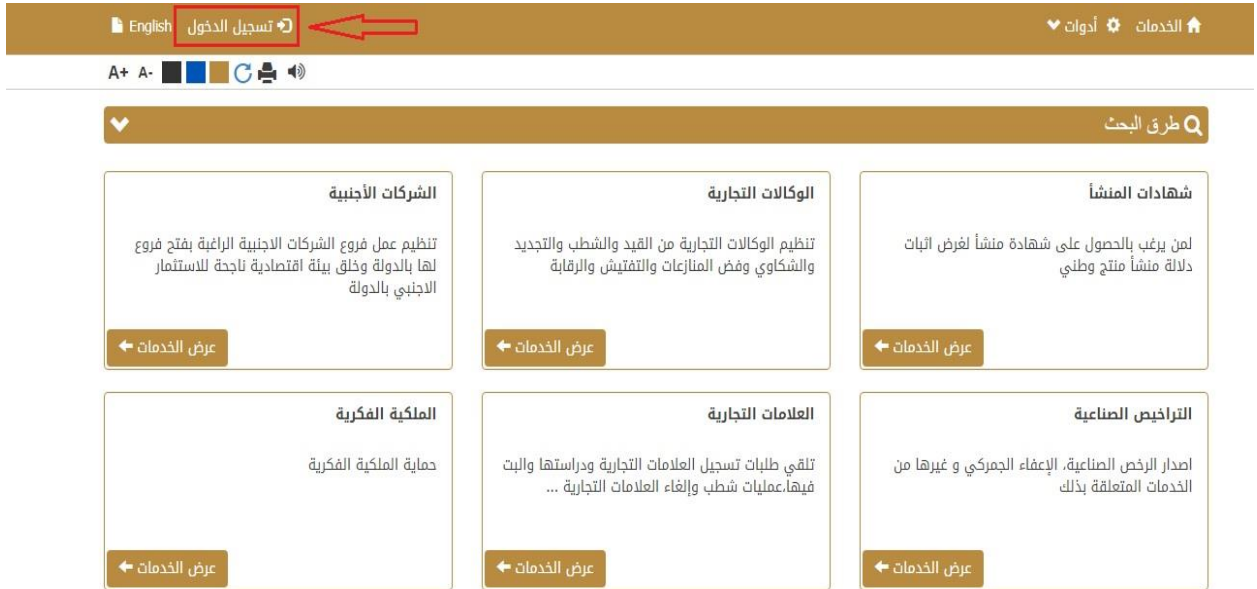 الخدمات
أدوات
تسجيل الدخول
English
A+ A-
طرق البحث
شهادات المنشأ
لمن يرغب بالحصول على شهادة منشأ لغرض اثبات
دلالة منشأ منتج وطني
عرض الخدمات
الوكالات التجارية
تنظيم الوكالات التجارية من القيد والشطب والتجديد
والشكاوي وفض المنازعات والتفتيش والرقابة
عرض الخدمات
الشركات الأجنبية
تنظيم عمل فروع الشركات الاجنبية الراغبة بفتح فروع
لها بالدولة وخلق بيئة اقتصادية ناجحة للاستثمار
الاجنبي بالدولة
عرض الخدمات
التراخيص الصناعية
اصدار الرخص الصناعية، الإعفاء الجمركي و غيرها من
الخدمات المتعلقة بذلك
عرض الخدمات
العلامات التجارية
تلقي طلبات تسجيل العلامات التجارية ودراستها والبت
فيها،عمليات شطب وإلغاء العلامات التجارية ...
عرض الخدمات
الملكية الفكرية
حماية الملكية الفكرية
عرض الخدمات